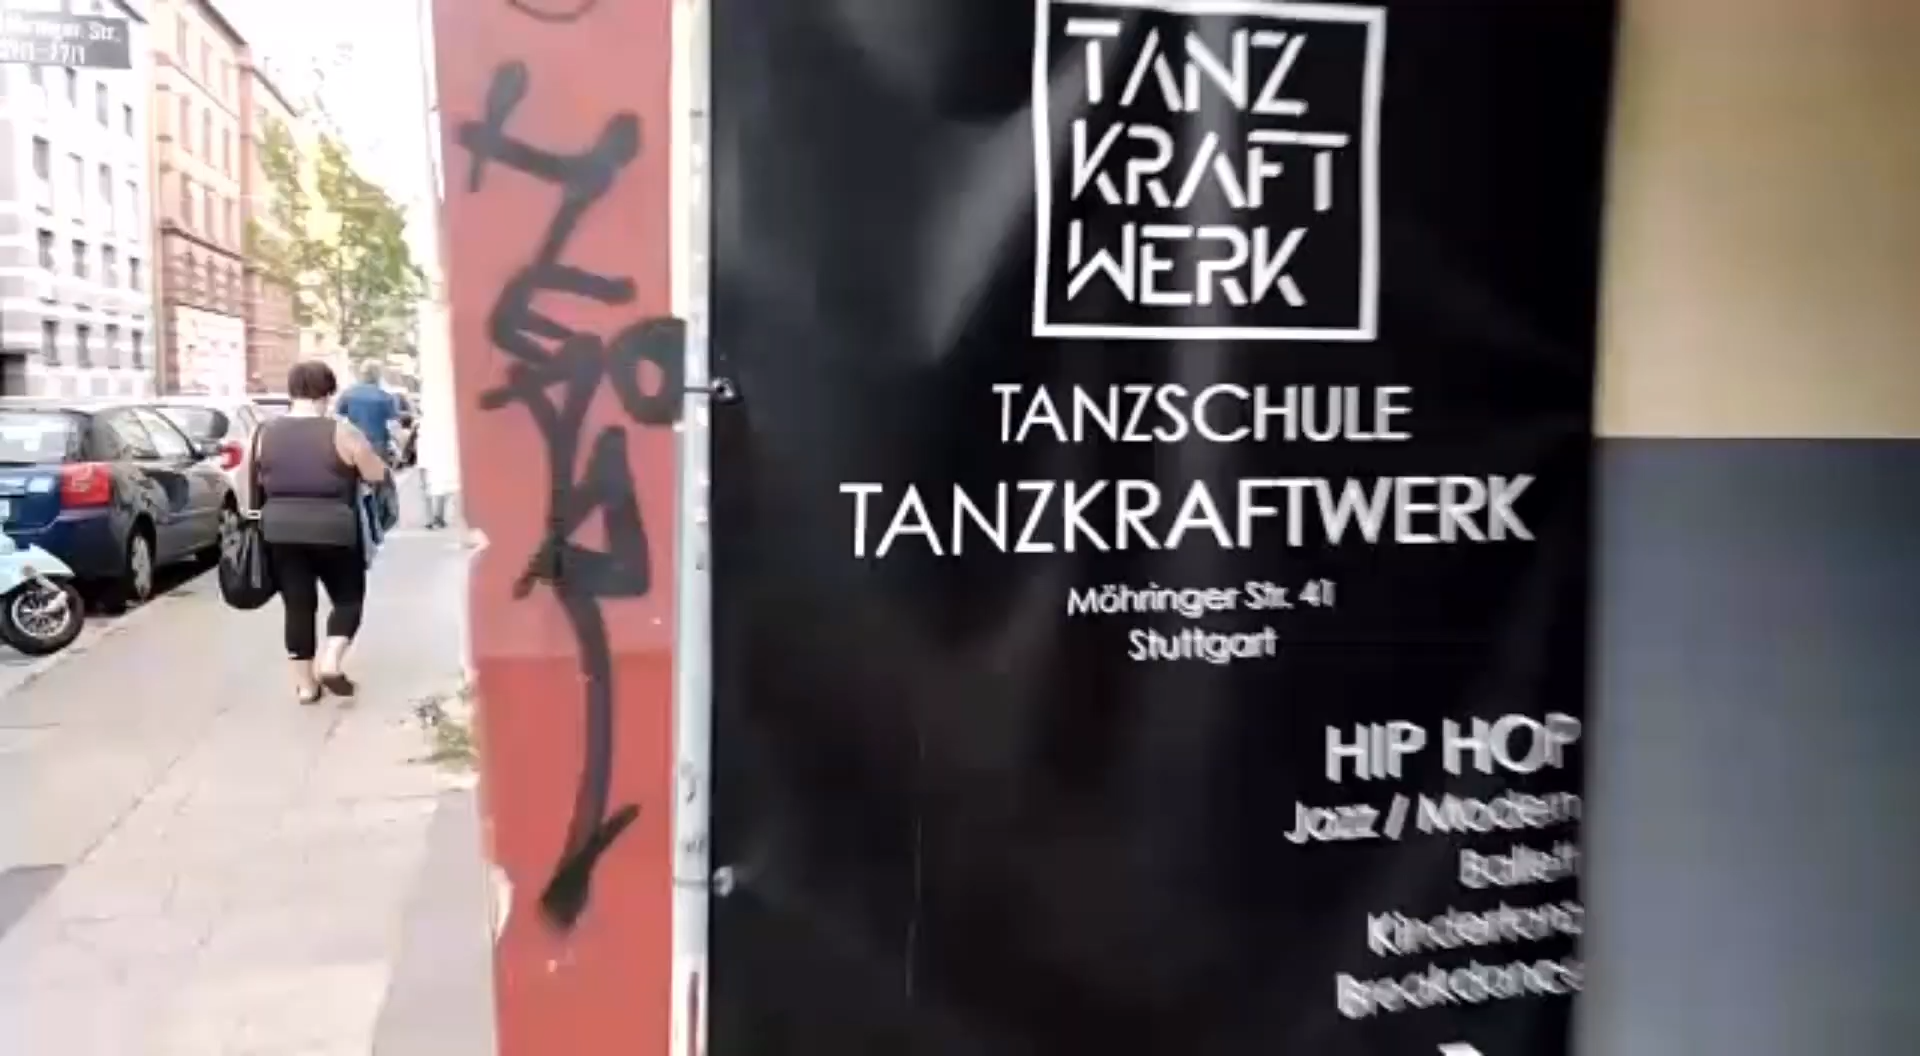 TANZ
KRAFT
WERK
TANZSCHULE
TANZKRAFTWERK
Möhringer Str. 41
Stuttgart
HIP HOP
Jazz / Modern
Ballett
Kindertanz
Breakdance